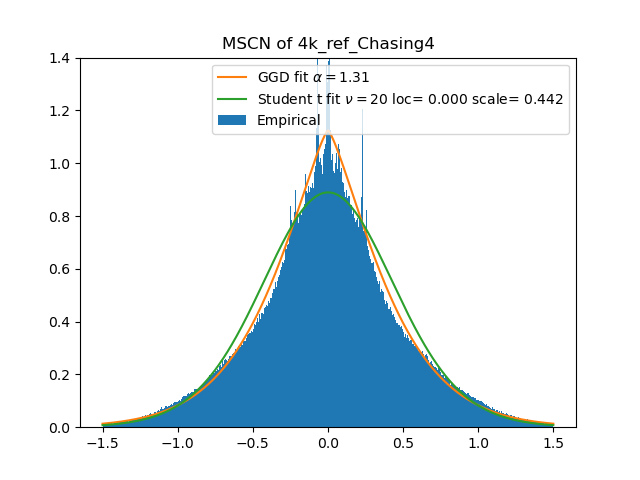 MSCN of 4k_ref_Chasing4
GGD fit α = 1.31
Student t fit ν = 20 loc= 0.000 scale= 0.442
Empirical
1.4
1.2
1.0
0.8
0.6
0.4
0.2
0.0
−1.5 −1.0 −0.5 0.0 0.5 1.0 1.5